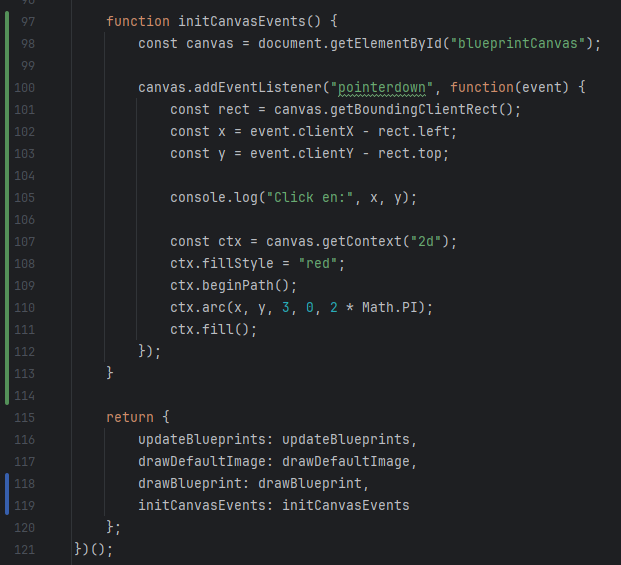 97 function initCanvasEvents() {
98 const canvas = document.getElementById("blueprintCanvas");
99
100 canvas.addEventListener("pointerdown", function(event) {
101 const rect = canvas.getBoundingClientRect();
102 const x = event.clientX - rect.left;
103 const y = event.clientY - rect.top;
104
105 console.log("Click en:", x, y);
106
107 const ctx = canvas.getContext("2d");
108 ctx.fillStyle = "red";
109 ctx.beginPath();
110 ctx.arc(x, y, 3, 0, 2 * Math.PI);
111 ctx.fill();
112 });
113 }
114
115 return {
116 updateBlueprints: updateBlueprints,
117 drawDefaultImage: drawDefaultImage,
118 drawBlueprint: drawBlueprint,
119 initCanvasEvents: initCanvasEvents
120 };
121 })();